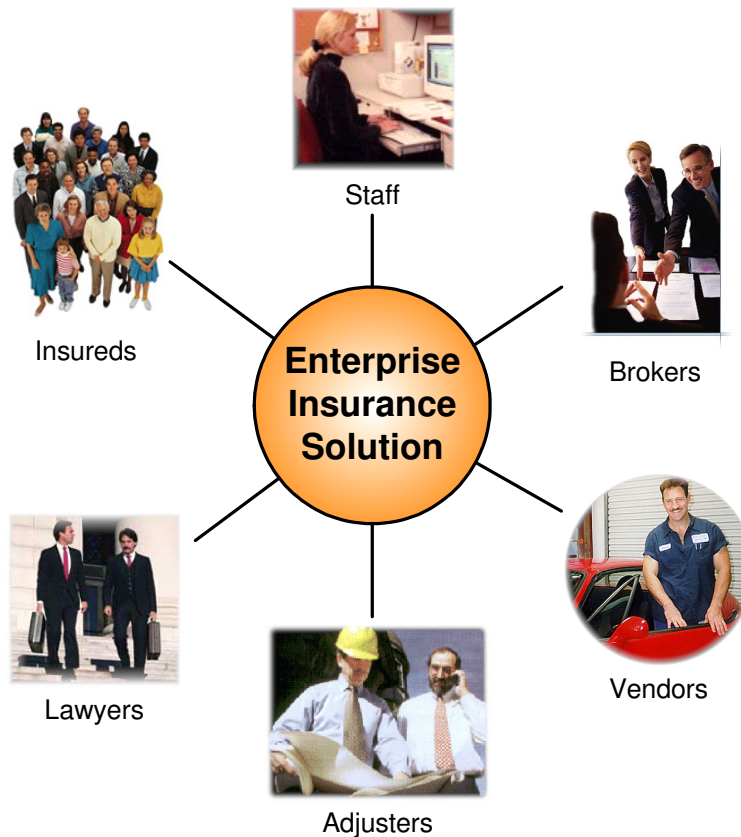 Staff
Insureds
Brokers
Enterprise
Insurance
Solution
Lawyers
Vendors
Adjusters